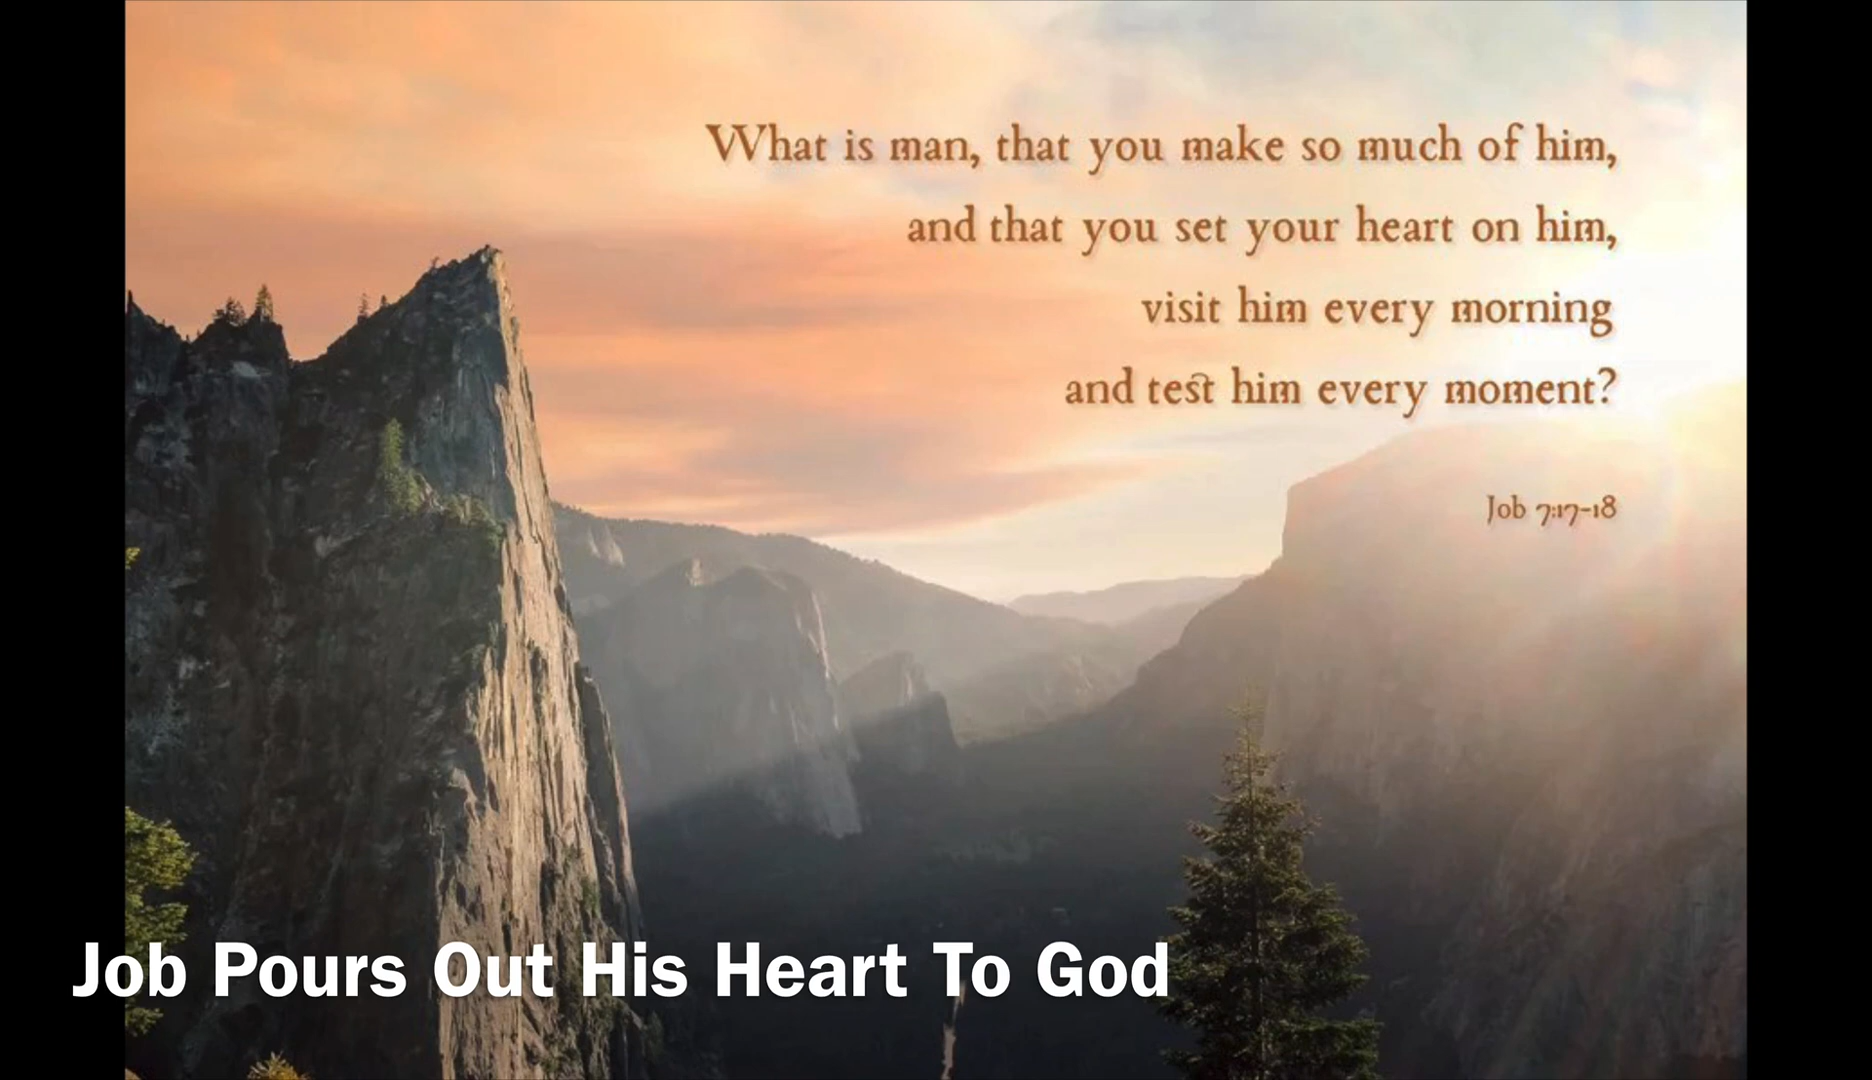 What is man, that you make so much of him,
and that you set your heart on him,
visit him every morning
and test him every moment?
Job 7:17-18
Job Pours Out His Heart To God